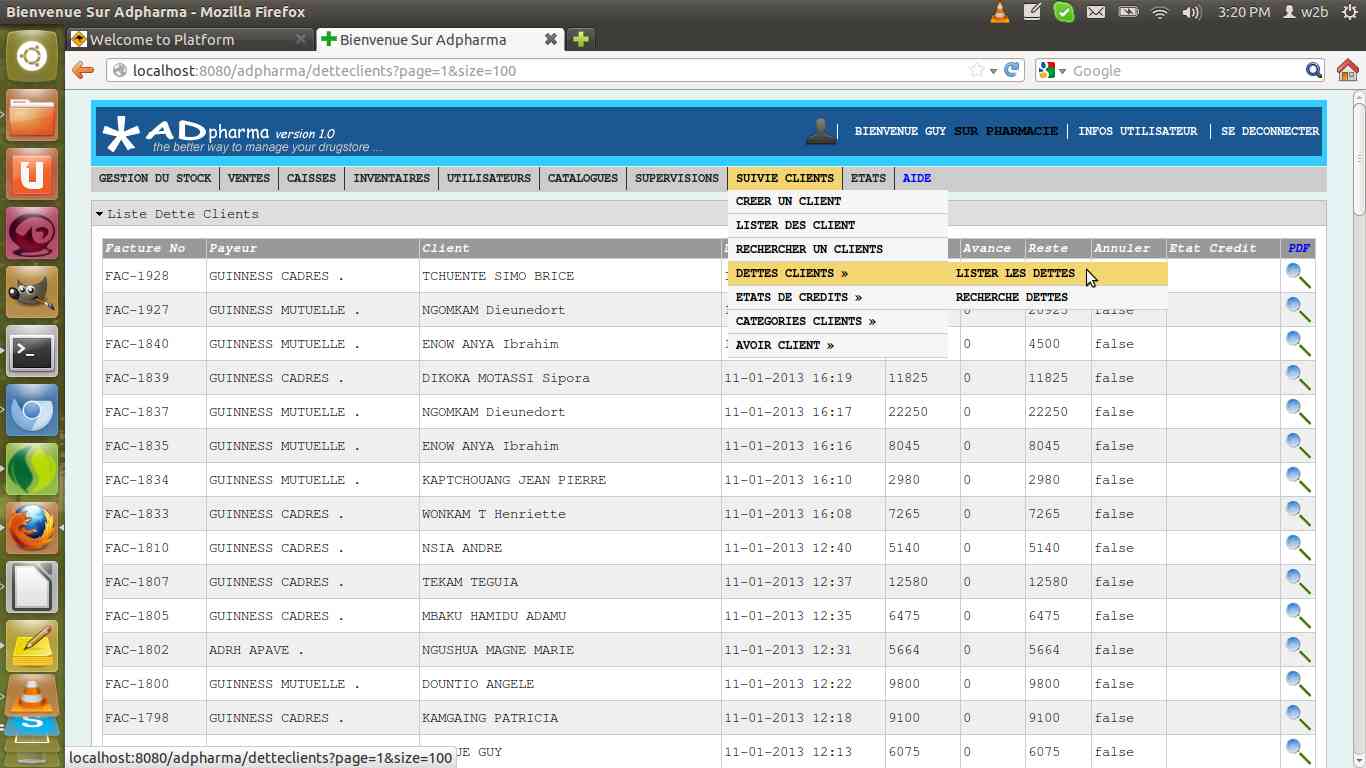 Bienvenue Sur Adpharma - Mozilla Firefox 3:20 PM w2b
Welcome to Platform Bienvenue Sur Adpharma
localhost:8080/adpharma/detteclients?page=1&size=100 Google
ADpharma version 1.0
the better way to manage your drugstore ...
BIENVENUE GUY SUR PHARMACIE INFOS UTILISATEUR SE DECONNECTER
GESTION DU STOCK VENTES CAISSES INVENTAIRES UTILISATEURS CATALOGUES SUPERVISIONS SUIVIE CLIENTS ETATS AIDE
CREER UN CLIENT
LISTER DES CLIENT
RECHERCHER UN CLIENTS
DETTES CLIENTS » LISTER LES DETTES
ETATS DE CREDITS » RECHERCHE DETTES
CATEGORIES CLIENTS »
AVOIR CLIENT »
Liste Dette Clients
Facture No Payeur Client Avance Reste Annuler Etat Credit PDF
FAC-1928 GUINNESS CADRES . TCHUENTE SIMO BRICE
FAC-1927 GUINNESS MUTUELLE . NGOMKAM Dieunedort 0 20925 false
FAC-1840 GUINNESS MUTUELLE . ENOW ANYA Ibrahim 0 4500 false
FAC-1839 GUINNESS CADRES . DIKOKA MOTASSI Sipora 11-01-2013 16:19 11825 0 11825 false
FAC-1837 GUINNESS MUTUELLE . NGOMKAM Dieunedort 11-01-2013 16:17 22250 0 22250 false
FAC-1835 GUINNESS MUTUELLE . ENOW ANYA Ibrahim 11-01-2013 16:16 8045 0 8045 false
FAC-1834 GUINNESS MUTUELLE . KAPTCHOUANG JEAN PIERRE 11-01-2013 16:10 2980 0 2980 false
FAC-1833 GUINNESS CADRES . WONKAM T Henriette 11-01-2013 16:08 7265 0 7265 false
FAC-1810 GUINNESS CADRES . NSIA ANDRE 11-01-2013 12:40 5140 0 5140 false
FAC-1807 GUINNESS CADRES . TEKAM TEGUIA 11-01-2013 12:37 12580 0 12580 false
FAC-1805 GUINNESS CADRES . MBAKU HAMIDU ADAMU 11-01-2013 12:35 6475 0 6475 false
FAC-1802 ADRH APAVE . NGUSHUA MAGNE MARIE 11-01-2013 12:31 5664 0 5664 false
FAC-1800 GUINNESS MUTUELLE . DOUNTIO ANGELE 11-01-2013 12:22 9800 0 9800 false
FAC-1798 GUINNESS CADRES . KAMGAING PATRICIA 11-01-2013 12:18 9100 0 9100 false
UE GUY 11-01-2013 12:13 6075 0 6075 false
localhost:8080/adpharma/detteclients?page=1&size=100